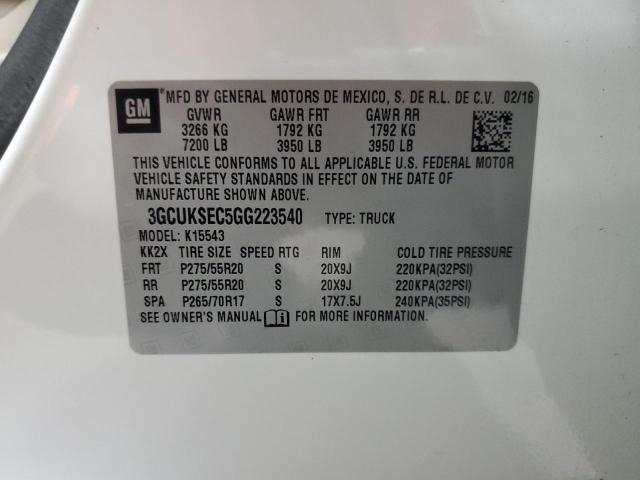 GM
*MFD BY GENERAL MOTORS DE MEXICO, S. DE R.L. DE C.V. 02/16
GVWR GAWR FRT GAWR RR
3266 KG 1792 KG 1792 KG
7200 LB 3950 LB 3950 LB
THIS VEHICLE CONFORMS TO ALL APPLICABLE U.S. FEDERAL MOTOR
VEHICLE SAFETY STANDARDS IN EFFECT ON THE DATE OF
MANUFACTURE SHOWN ABOVE.
3GCUKSEC5GG223540 TYPE: TRUCK
MODEL: K15543
KK2X TIRE SIZE SPEED RTG RIM COLD TIRE PRESSURE
FRT P275/55R20 S 20X9J 220KPA(32PSI)
RR P275/55R20 S 20X9J 220KPA(32PSI)
SPA P265/70R17 S 17X7.5J 240KPA(35PSI)
SEE OWNER'S MANUAL i FOR MORE INFORMATION.